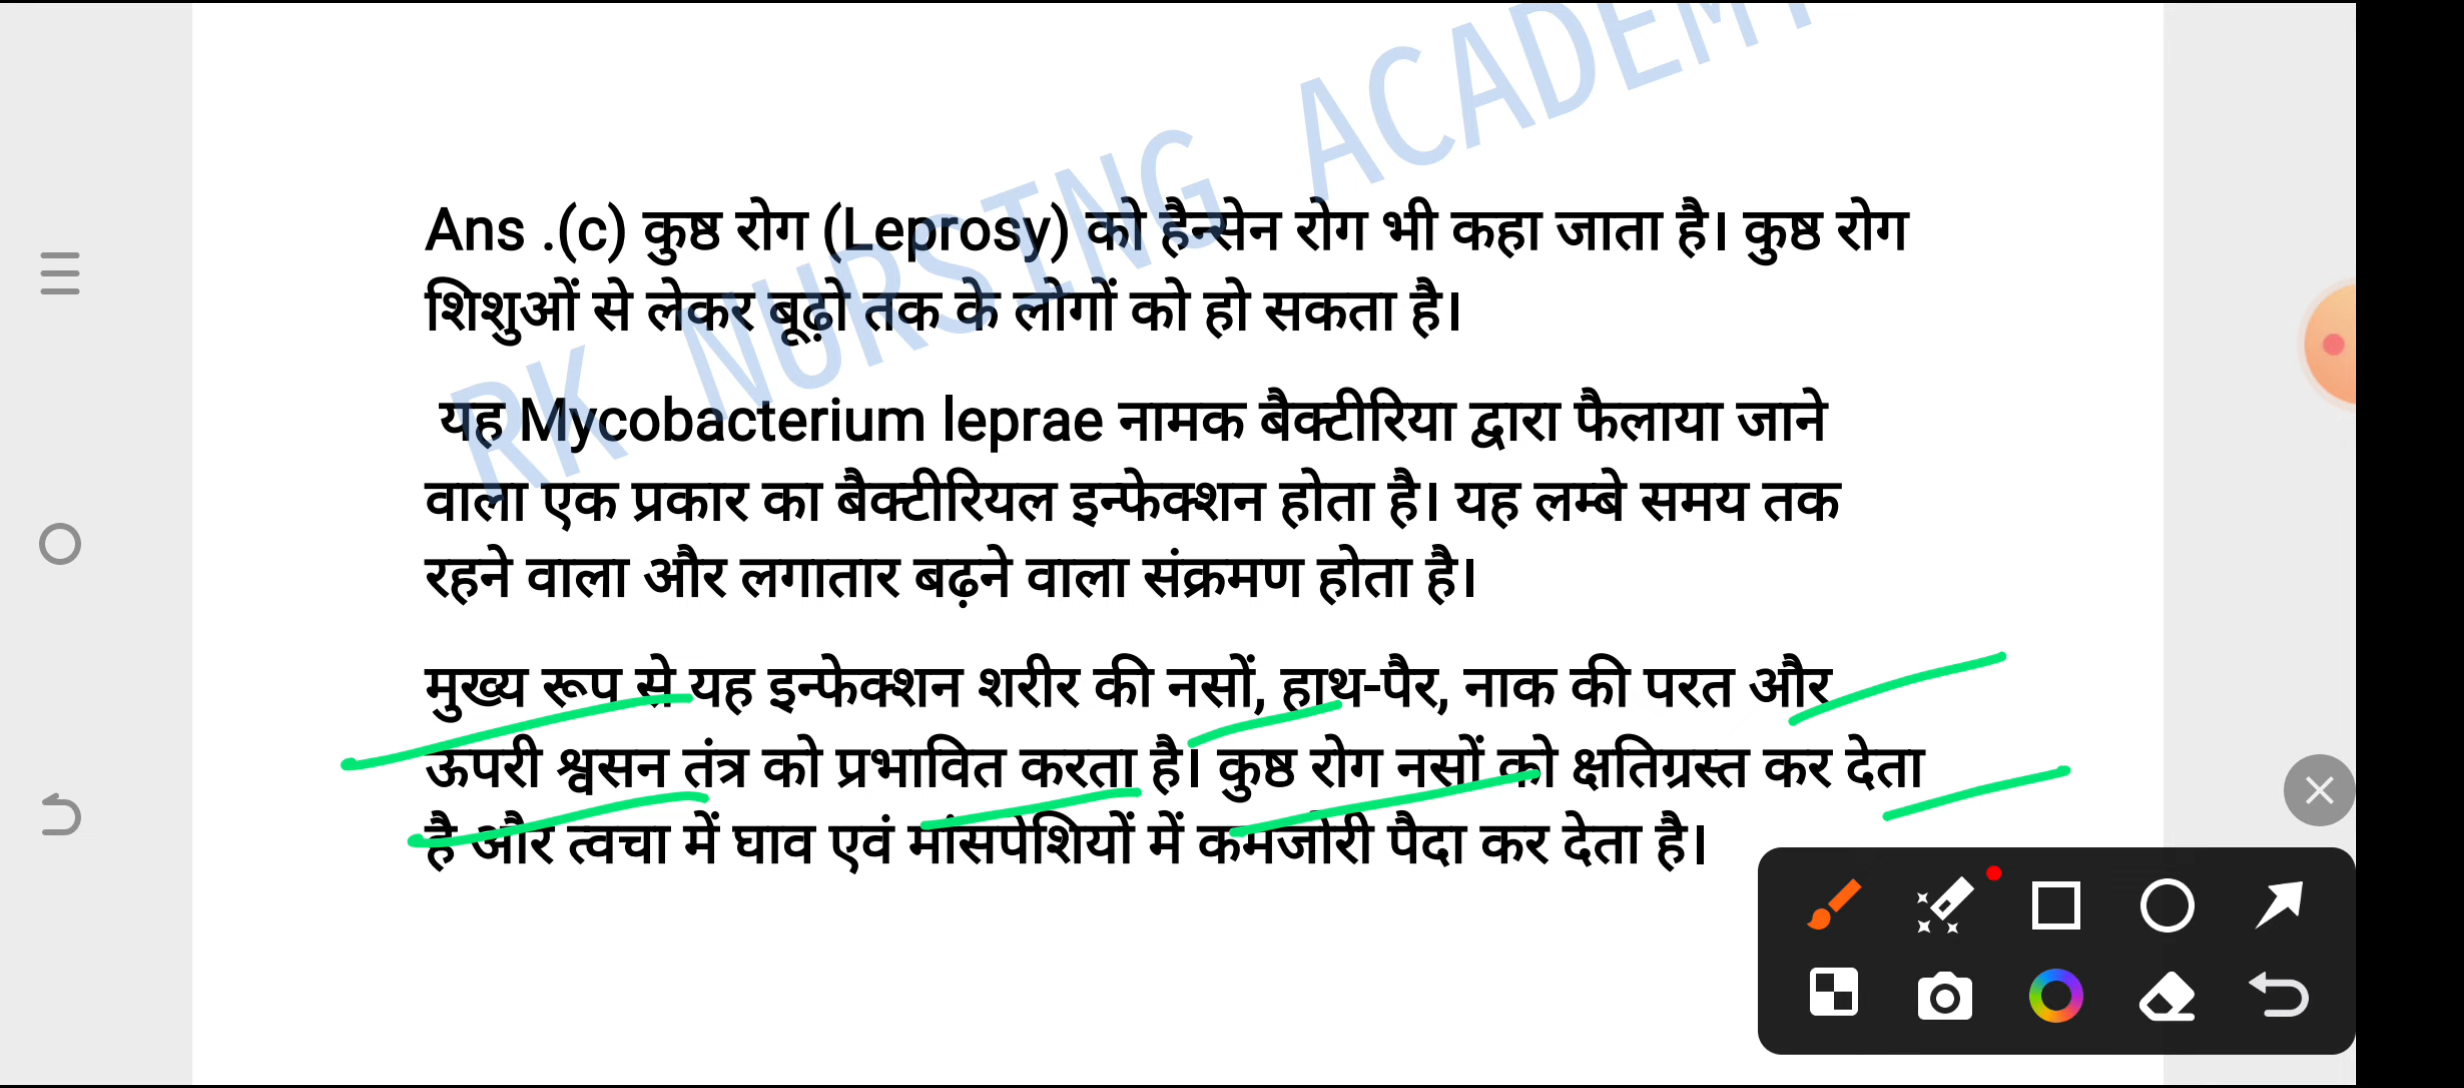 RK NURSING ACADEMY
Ans .(c) कुष्ठ रोग (Leprosy) को हैन्सेन रोग भी कहा जाता है। कुष्ठ रोग
शिशुओं से लेकर बूढ़ो तक के लोगों को हो सकता है।
यह Mycobacterium leprae नामक बैक्टीरिया द्वारा फैलाया जाने
वाला एक प्रकार का बैक्टीरियल इन्फेक्शन होता है। यह लम्बे समय तक
रहने वाला और लगातार बढ़ने वाला संक्रमण होता है।
मुख्य रूप से यह इन्फेक्शन शरीर की नसों, हाथ-पैर, नाक की परत और
ऊपरी श्वसन तंत्र को प्रभावित करता है। कुष्ठ रोग नसों को क्षतिग्रस्त कर देता
है और त्वचा में घाव एवं मांसपेशियों में कमजोरी पैदा कर देता है।